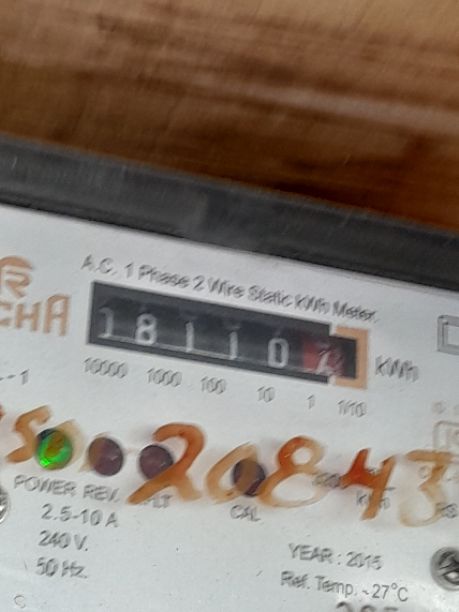 A.C. 1 Phase 2 Wire Static kWh Meter.
CHA
18110
kWh
10000 1000 100 10 1 1/10
20843
POWER REV.
CAL
2.5-10 A
240 V.
50 Hz.
YEAR : 2015
Ref. Temp. - 27°C